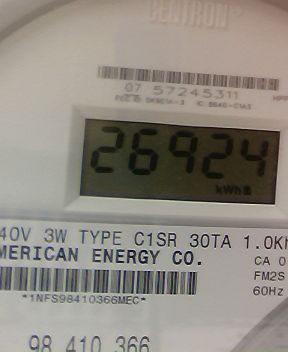 CENTRON
07 57245311
26924
kWh
40V 3W TYPE C1SR 30TA 1.0Kh
MERICAN ENERGY CO.
CA 0
FM2S
60Hz
*1NFS98410366MEC*
98 410 366